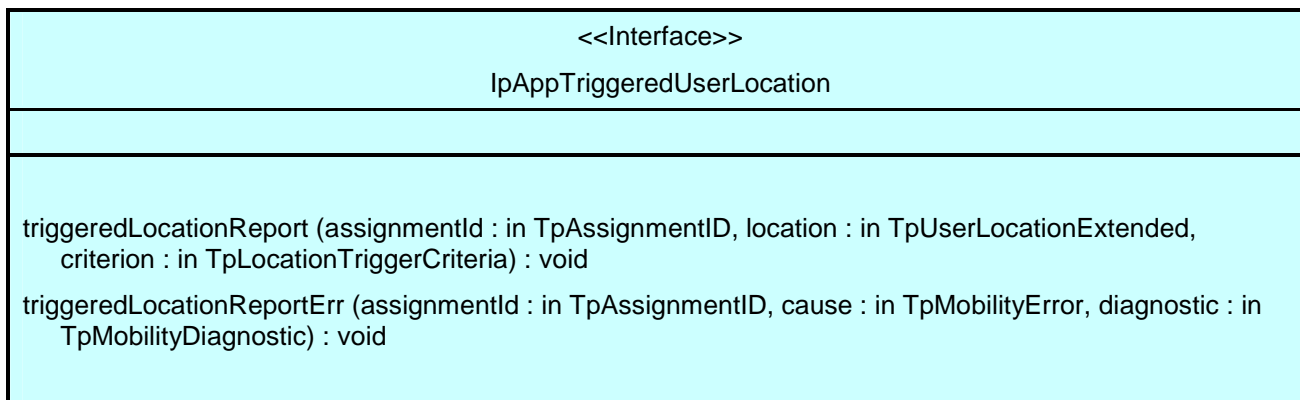 <<Interface>>
IpAppTriggeredUserLocation
triggeredLocationReport (assignmentId : in TpAssignmentID, location : in TpUserLocationExtended,
criterion : in TpLocationTriggerCriteria) : void
triggeredLocationReportErr (assignmentId : in TpAssignmentID, cause : in TpMobilityError, diagnostic : in
TpMobilityDiagnostic) : void